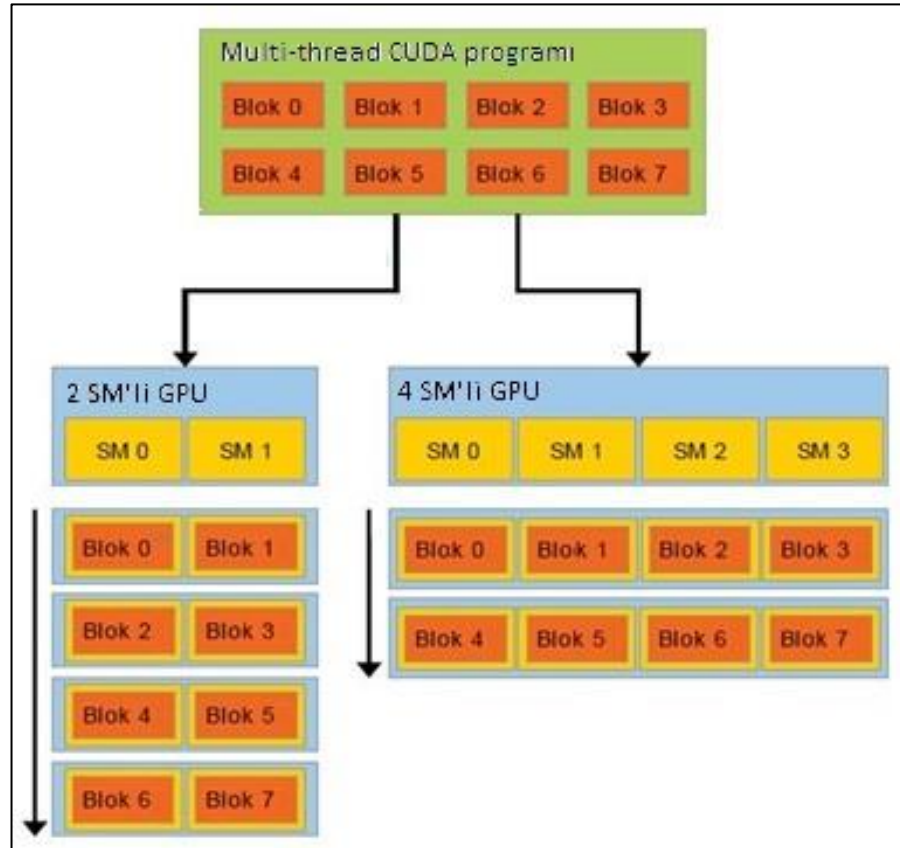 Multi-thread CUDA programı
Blok 0 Blok 1 Blok 2 Blok 3
Blok 4 Blok 5 Blok 6 Blok 7
2 SM'li GPU
SM 0 SM 1
Blok 0 Blok 1
Blok 2 Blok 3
Blok 4 Blok 5
Blok 6 Blok 7
4 SM'li GPU
SM 0 SM 1 SM 2 SM 3
Blok 0 Blok 1 Blok 2 Blok 3
Blok 4 Blok 5 Blok 6 Blok 7